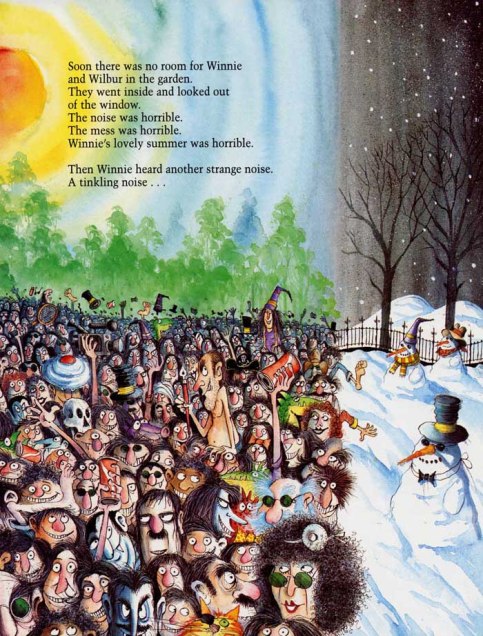 Soon there was no room for Winnie
and Wilbur in the garden.
They went inside and looked out
of the window.
The noise was horrible.
The mess was horrible.
Winnie's lovely summer was horrible.
Then Winnie heard another strange noise.
A tinkling noise . . .